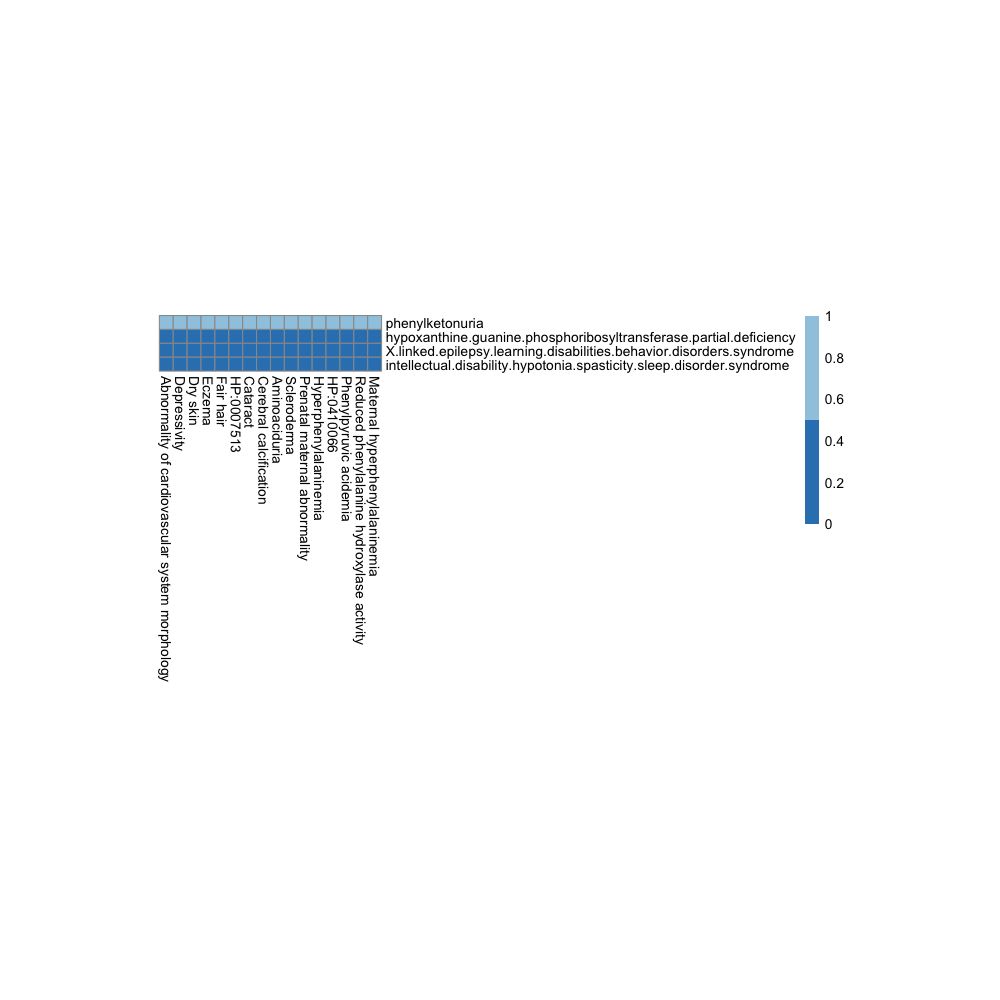 phenylketonuria
hypoxanthine.guanine.phosphoribosyltransferase.partial.deficiency
X.linked.epilepsy.learning.disabilities.behavior.disorders.syndrome
intellectual.disability.hypotonia.spasticity.sleep.disorder.syndrome
Abnormality of cardiovascular system morphology
Depressivity
Dry skin
Eczema
Fair hair
HP:0007513
Cataract
Cerebral calcification
Aminoaciduria
Scleroderma
Prenatal maternal abnormality
Hyperphenylalaninemia
HP:0410066
Phenylpyruvic acidemia
Reduced phenylalanine hydroxylase activity
Maternal hyperphenylalaninemia
1
0.8
0.6
0.4
0.2
0